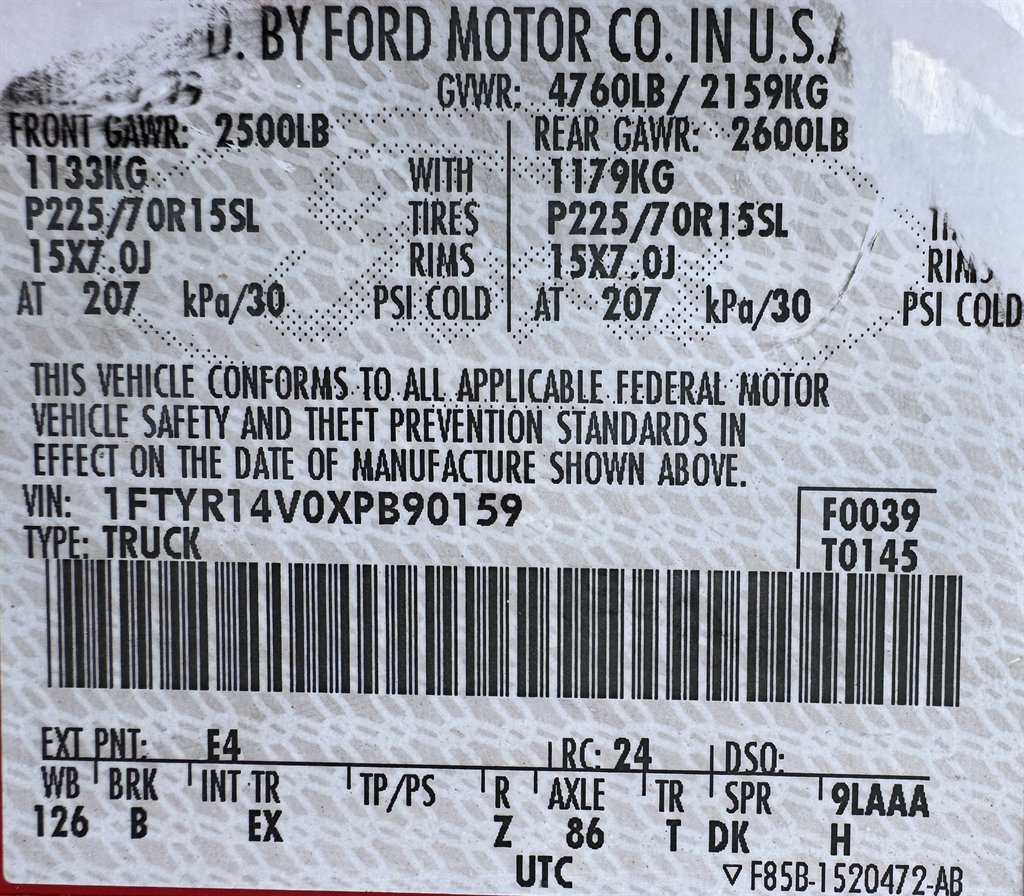 D. BY FORD MOTOR CO. IN U.S.A
GVWR: 4760LB/ 2159KG
FRONT GAWR: 2500LB REAR GAWR: 2600LB
1133KG WITH 1179KG
P225/70R15SL TIRES P225/70R15SL
15X7.0J RIMS 15X7.0J RIMS
AT 207 kPa/30 PSI COLD AT 207 kPa/30 PSI COLD
THIS VEHICLE CONFORMS TO ALL APPLICABLE FEDERAL MOTOR
VEHICLE SAFETY AND THEFT PREVENTION STANDARDS IN
EFFECT ON THE DATE OF MANUFACTURE SHOWN ABOVE.
VIN: 1FTYR14V0XPB90159 F0039
TYPE: TRUCK T0145
EXT PNT: E4 RC: 24 DSO:
WB BRK INT TR TP/PS R AXLE TR SPR 9LAAA
126 B EX Z 86 T DK H
UTC ▽ F85B-1520472-AB